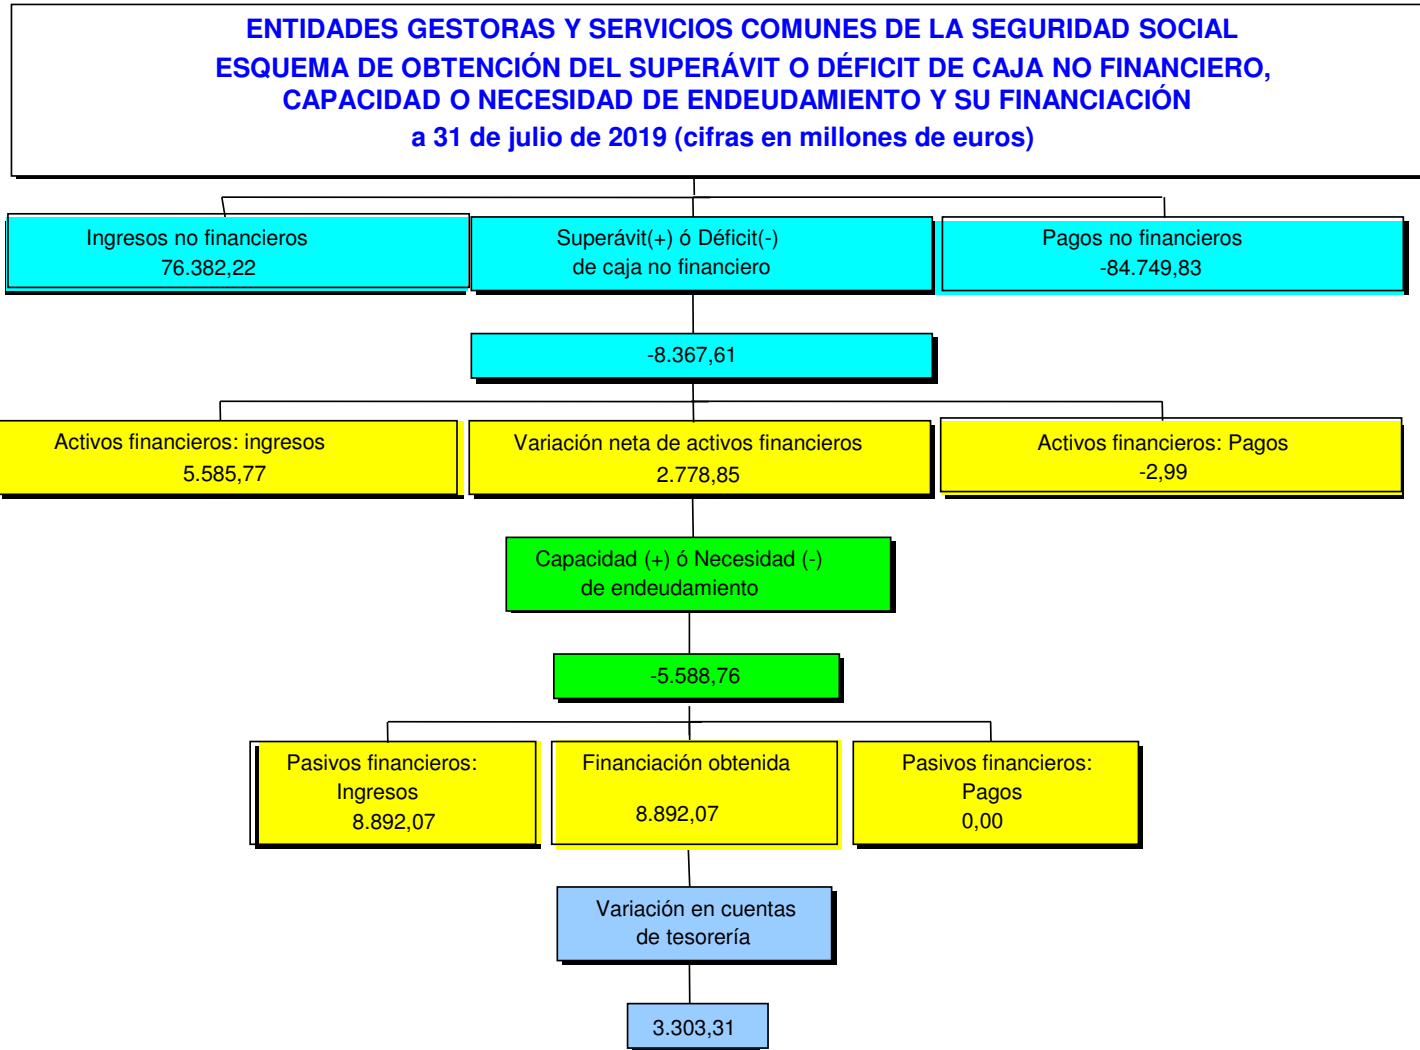 ENTIDADES GESTORAS Y SERVICIOS COMUNES DE LA SEGURIDAD SOCIAL
ESQUEMA DE OBTENCIÓN DEL SUPERÁVIT O DÉFICIT DE CAJA NO FINANCIERO,
CAPACIDAD O NECESIDAD DE ENDEUDAMIENTO Y SU FINANCIACIÓN
a 31 de julio de 2019 (cifras en millones de euros)
Ingresos no financieros
76.382,22
Superávit(+) ó Déficit(-)
de caja no financiero
Pagos no financieros
-84.749,83
-8.367,61
Activos financieros: ingresos
5.585,77
Variación neta de activos financieros
2.778,85
Activos financieros: Pagos
-2,99
Capacidad (+) ó Necesidad (-)
de endeudamiento
-5.588,76
Pasivos financieros:
Ingresos
8.892,07
Financiación obtenida
8.892,07
Pasivos financieros:
Pagos
0,00
Variación en cuentas
de tesorería
3.303,31